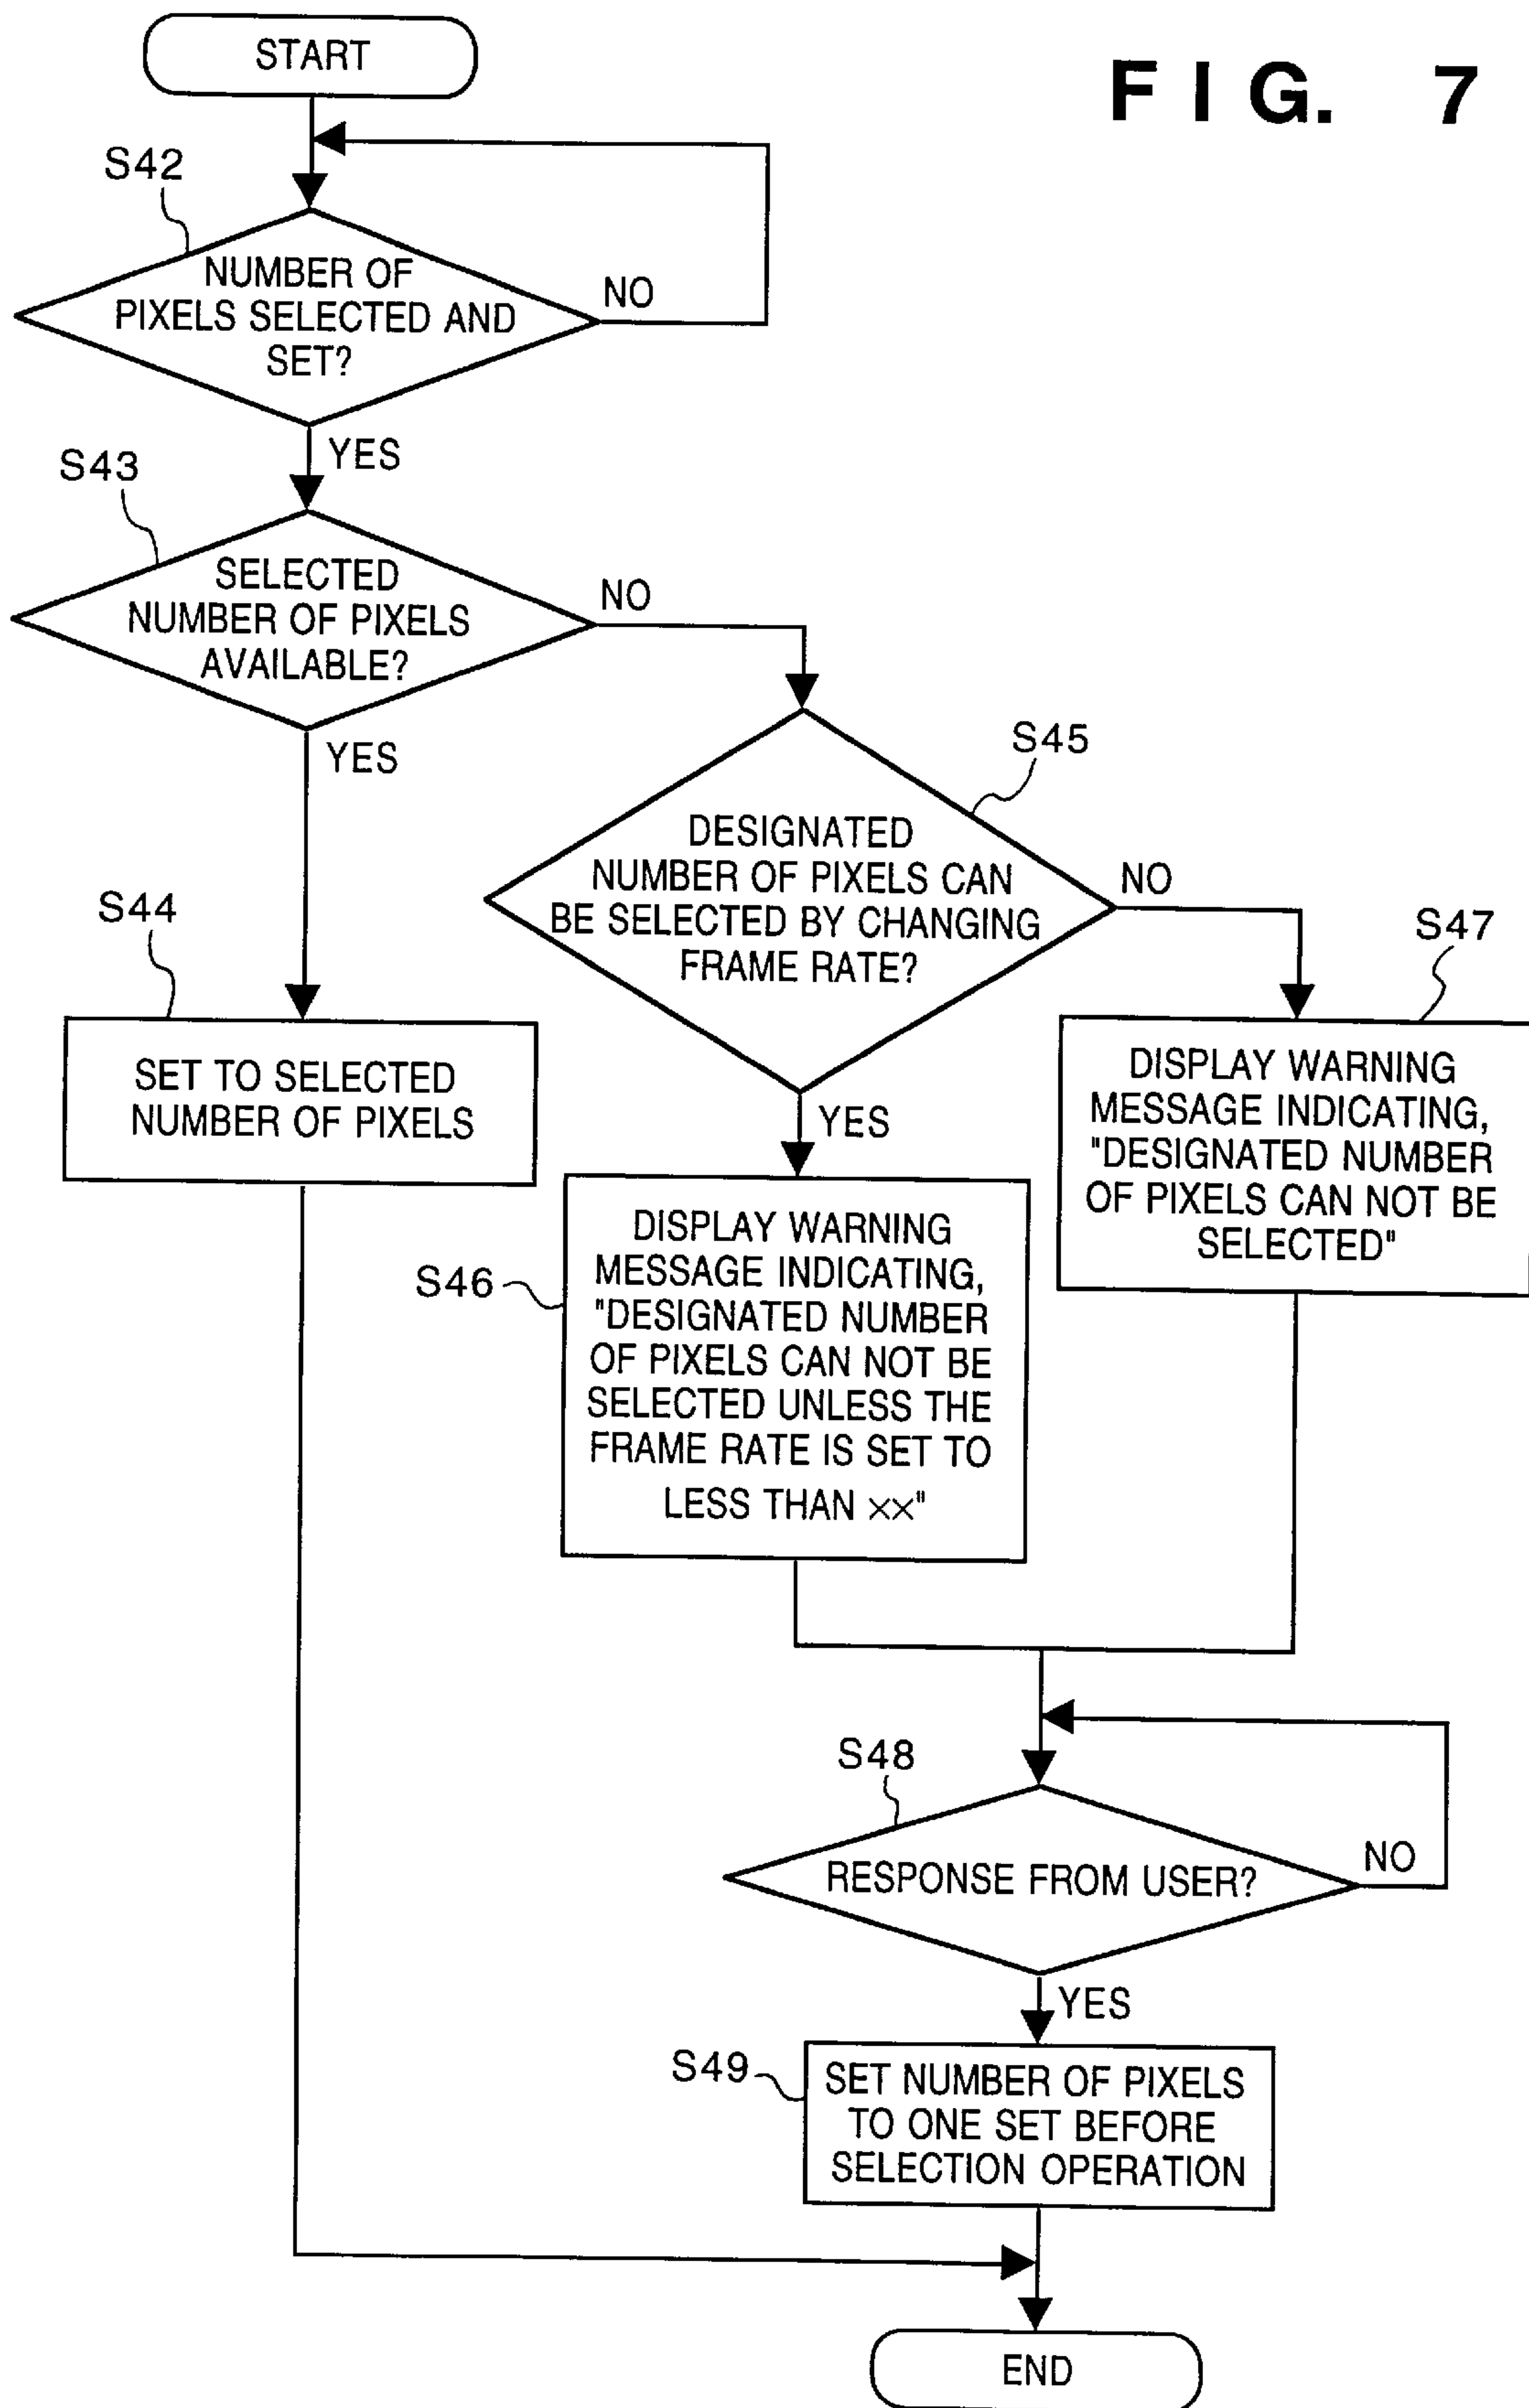 START
F I G. 7
S42
NUMBER OF
PIXELS SELECTED AND
SET?
NO
YES
S43
SELECTED
NUMBER OF PIXELS
AVAILABLE?
NO
YES
S45
DESIGNATED
NUMBER OF PIXELS CAN
BE SELECTED BY CHANGING
FRAME RATE?
NO
YES
S44
SET TO SELECTED
NUMBER OF PIXELS
S47
DISPLAY WARNING
MESSAGE INDICATING,
"DESIGNATED NUMBER
OF PIXELS CAN NOT BE
SELECTED"
S46
DISPLAY WARNING
MESSAGE INDICATING,
"DESIGNATED NUMBER
OF PIXELS CAN NOT BE
SELECTED UNLESS THE
FRAME RATE IS SET TO
LESS THAN ××"
S48
RESPONSE FROM USER?
NO
YES
S49
SET NUMBER OF PIXELS
TO ONE SET BEFORE
SELECTION OPERATION
END